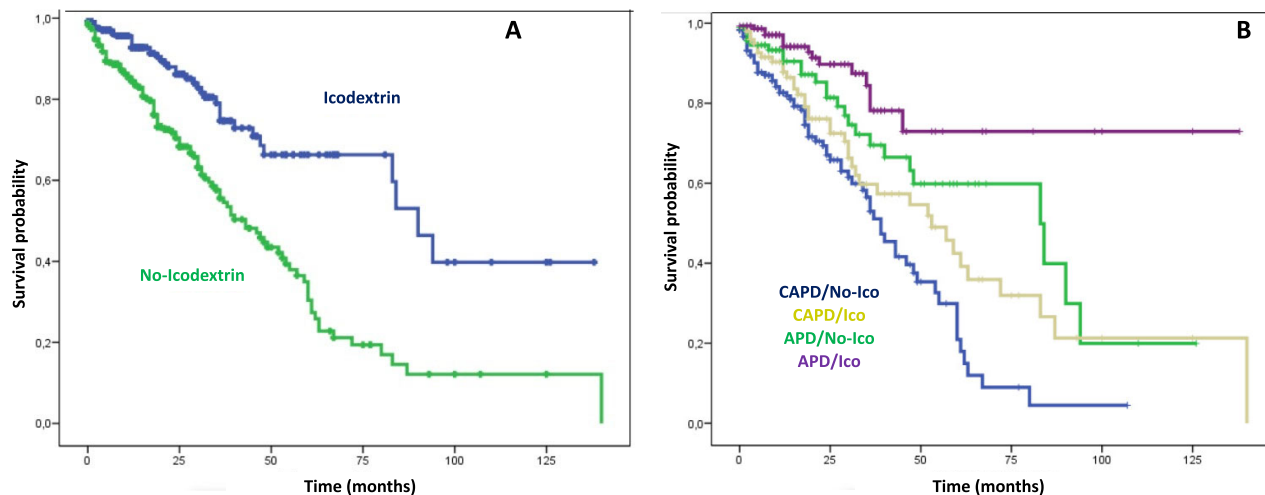 A
1,0
0,8
0,6
0,4
0,2
0,0
Survival probability
Icodextrin
No-Icodextrin
0
25
50
75
100
125
Time (months)
B
1,0
0,8
0,6
0,4
0,2
0,0
Survival probability
CAPD/No-Ico
CAPD/Ico
APD/No-Ico
APD/Ico
0
25
50
75
100
125
Time (months)